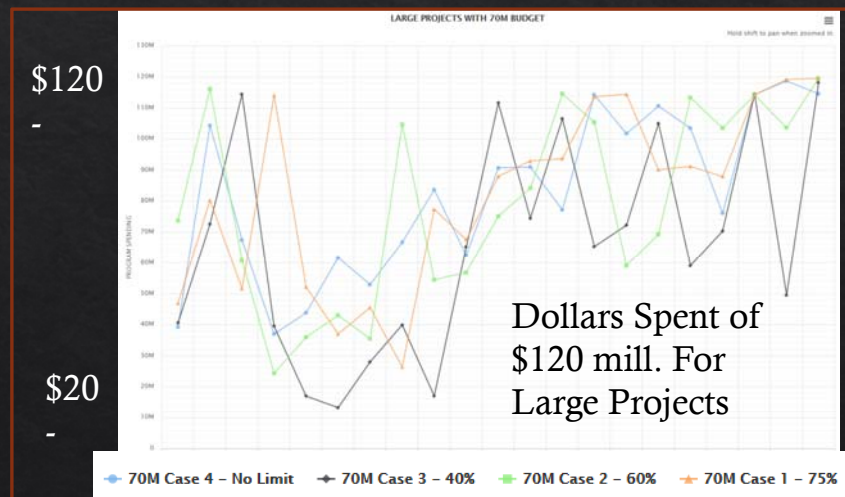 LARGE PROJECTS WITH 70M BUDGET
Hold shift to pan when zoomed in
$120
-
$20
-
PROGRAM SPENDING
130M
120M
110M
100M
90M
80M
70M
60M
50M
40M
30M
20M
10M
0
Dollars Spent of
$120 mill. For
Large Projects
70M Case 4 – No Limit 70M Case 3 – 40% 70M Case 2 – 60% 70M Case 1 – 75%